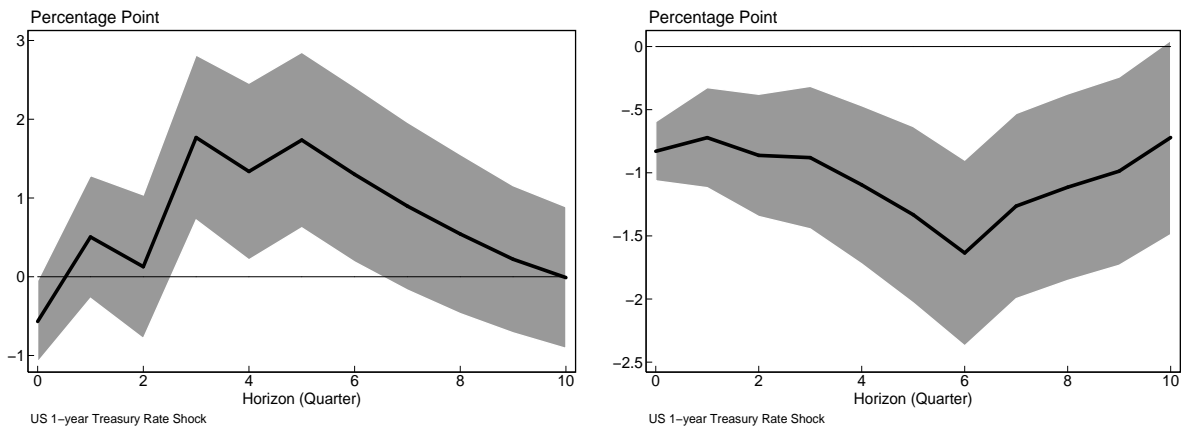 Percentage Point
3
2
1
0
−1
0 2 4 6 8 10
Horizon (Quarter)
US 1−year Treasury Rate Shock
Percentage Point
0
−.5
−1
−1.5
−2
−2.5
0 2 4 6 8 10
Horizon (Quarter)
US 1−year Treasury Rate Shock